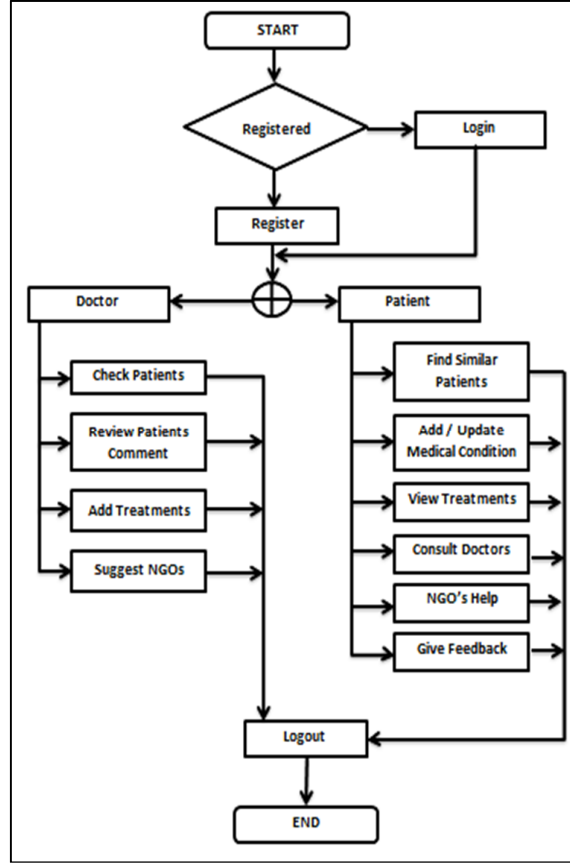 START
Registered
Login
Register
Doctor
Patient
Check Patients
Review Patients
Comment
Add Treatments
Suggest NGOs
Find Similar
Patients
Add / Update
Medical Condition
View Treatments
Consult Doctors
NGO's Help
Give Feedback
Logout
END